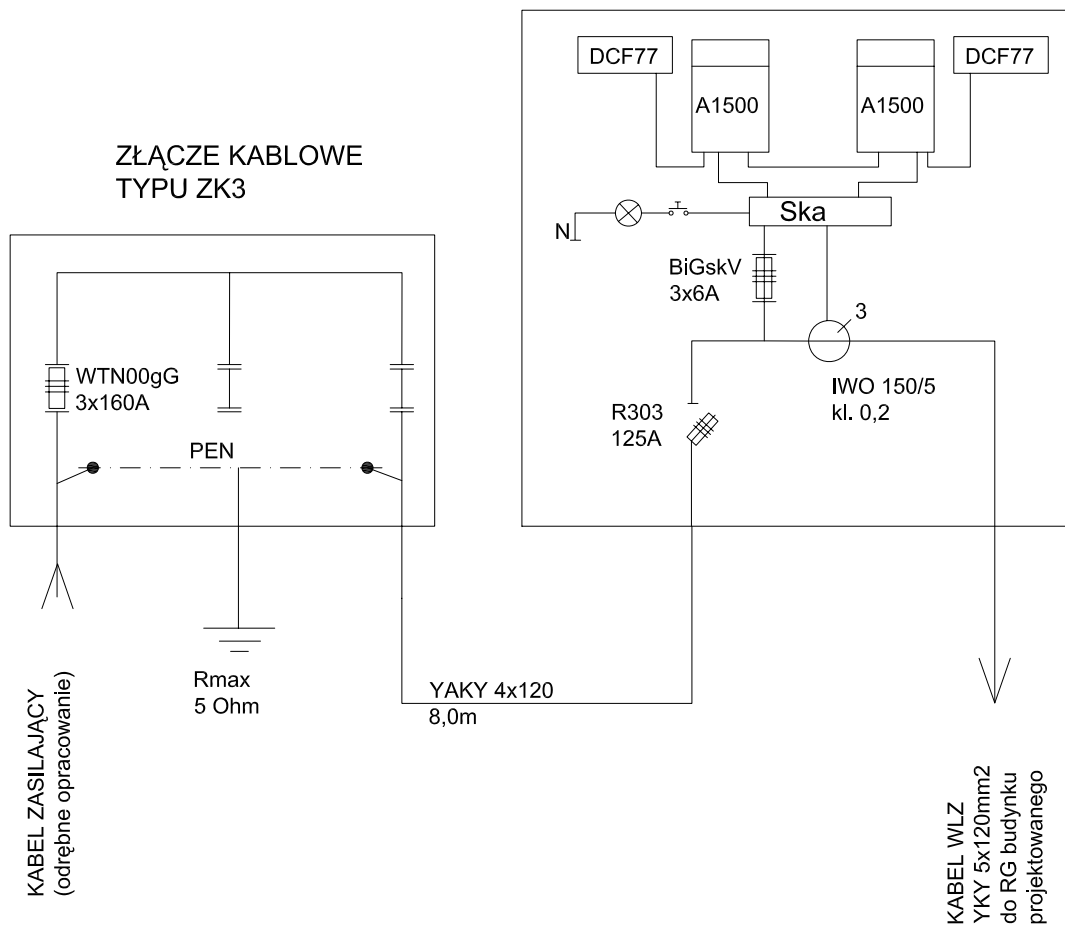 ZŁĄCZE KABLOWE
TYPU ZK3
WTN00gG
3x160A
PEN
Rmax
5 Ohm
KABEL ZASILAJĄCY
(odrębne opracowanie)
YAKY 4x120
8,0m
DCF77
A1500
A1500
DCF77
Ska
N
BiGskV
3x6A
3
IWO 150/5
kl. 0,2
R303
125A
KABEL WLZ
YKY 5x120mm2
do RG budynku
projektowanego